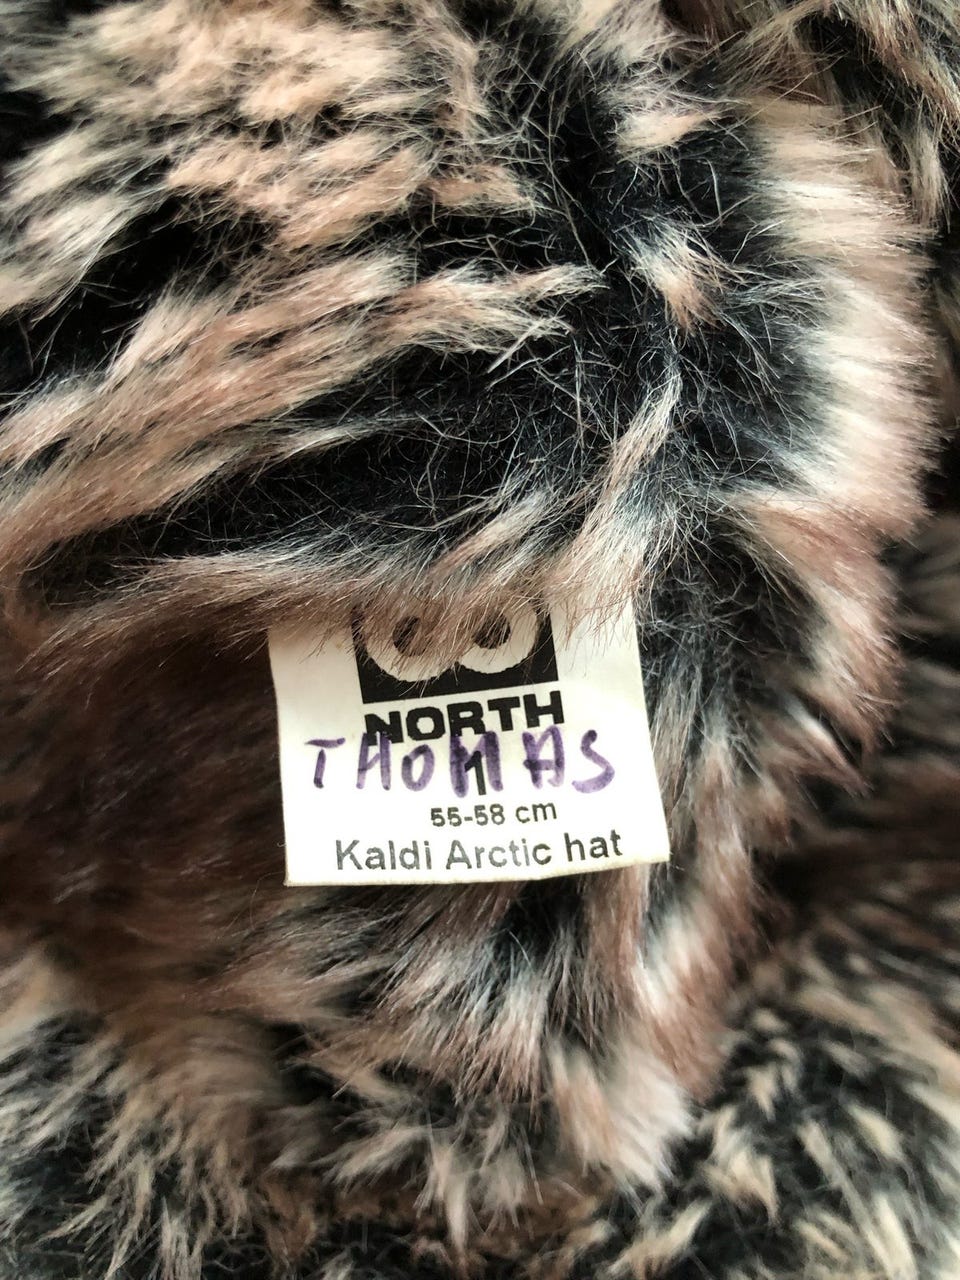 NORTH
THOMAS
1
55-58 cm
Kaldi Arctic hat